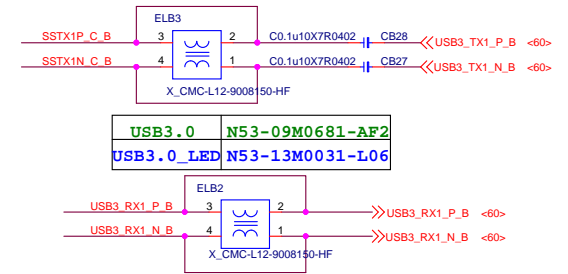 ELB3
SSTX1P_C_B 3 2 C0.1u10X7R0402 CB28 USB3_TX1_P_B <60>
SSTX1N_C_B 4 1 C0.1u10X7R0402 CB27 USB3_TX1_N_B <60>
X_CMC-L12-9008150-HF
USB3.0 N53-09M0681-AF2
USB3.0_LED N53-13M0031-L06
ELB2
USB3_RX1_P_B 3 2 USB3_RX1_P_B <60>
USB3_RX1_N_B 4 1 USB3_RX1_N_B <60>
X_CMC-L12-9008150-HF